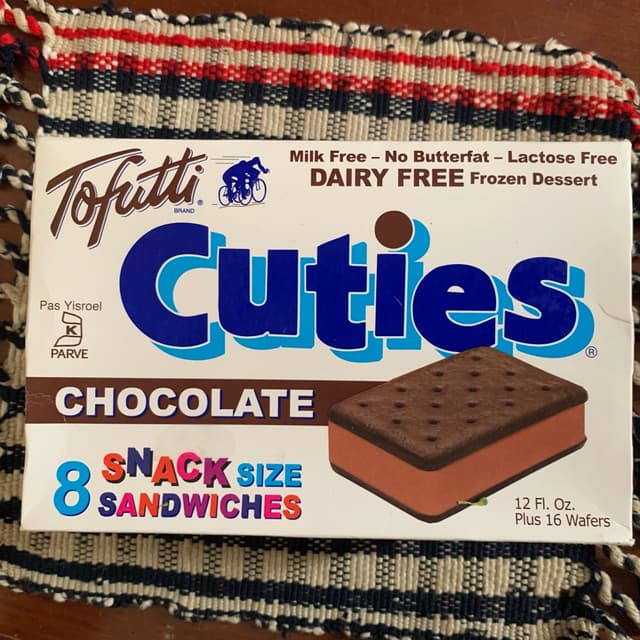 Tofutti®
BRAND
Milk Free – No Butterfat – Lactose Free
DAIRY FREE Frozen Dessert
Cuties®
Pas Yisroel
K
PARVE
CHOCOLATE
8 SNACK SIZE
SANDWICHES
12 Fl. Oz.
Plus 16 Wafers